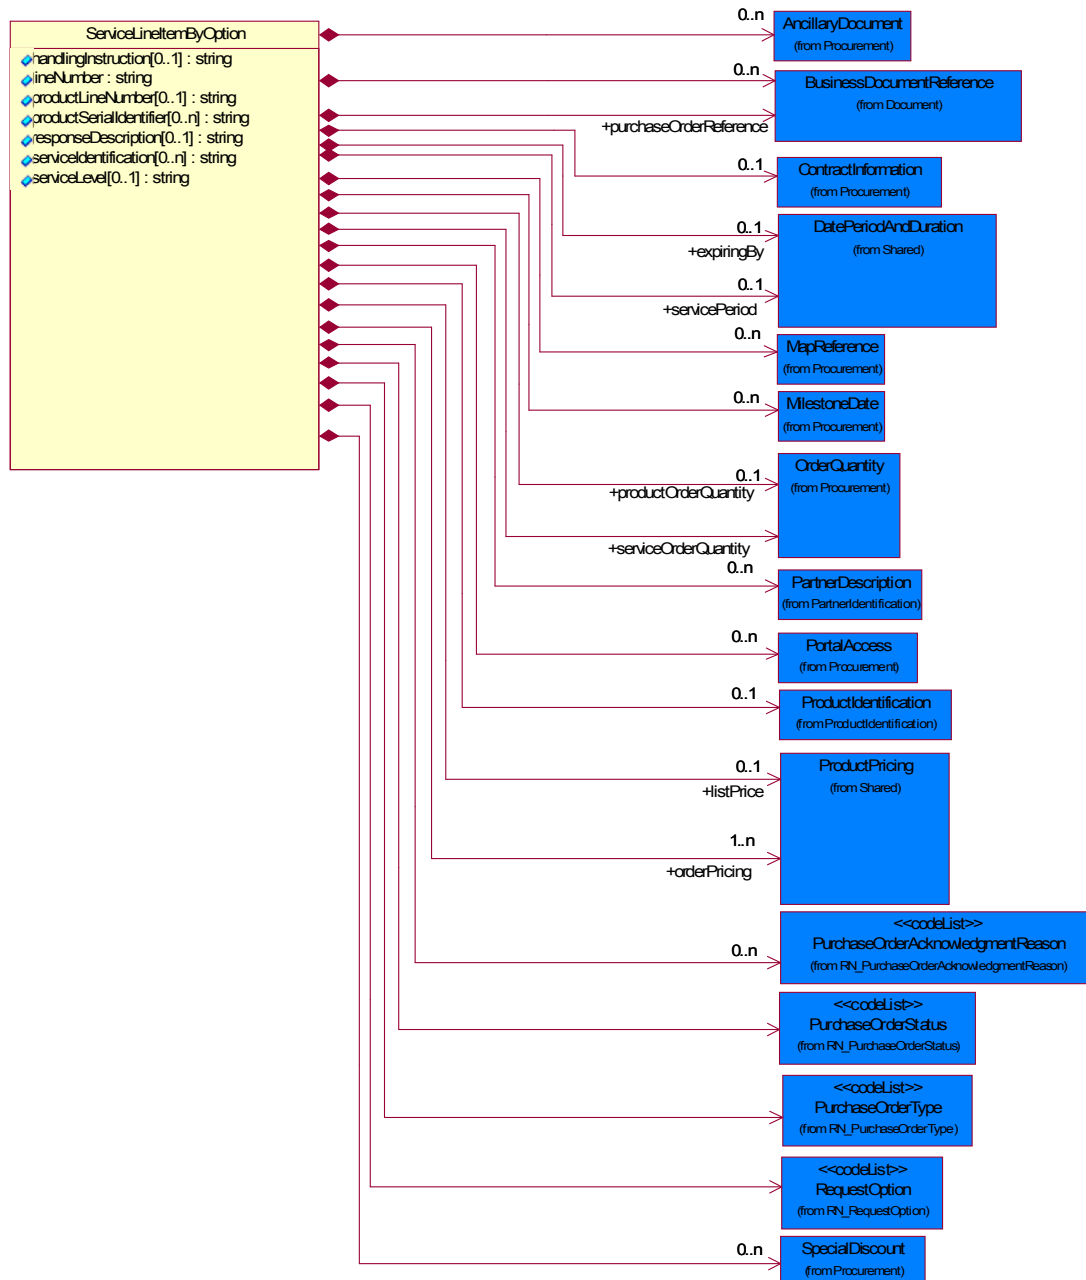 ServiceLineItemByOption
handlingInstruction[0..1] : string
lineNumber : string
productLineNumber[0..1] : string
productSerialIdentifier[0..n] : string
responseDescription[0..1] : string
serviceIdentification[0..n] : string
serviceLevel[0..1] : string
0..n
AncillaryDocument
(from Procurement)
0..n
BusinessDocumentReference
(from Document)
+purchaseOrderReference
0..1
ContractInformation
(from Procurement)
DatePeriodAndDuration
(from Shared)
0..1
+expiringBy
0..1
+servicePeriod
0..n
MapReference
(from Procurement)
0..n
MilestoneDate
(from Procurement)
OrderQuantity
(from Procurement)
0..1
+productOrderQuantity
+serviceOrderQuantity
0..n
PartnerDescription
(from PartnerIdentification)
0..n
PortalAccess
(from Procurement)
0..1
ProductIdentification
(from ProductIdentification)
ProductPricing
(from Shared)
0..1
+listPrice
1..n
+orderPricing
<<codeList>>
PurchaseOrderAcknowledgmentReason
(from RN_PurchaseOrderAcknowledgmentReason)
0..n
<<codeList>>
PurchaseOrderStatus
(from RN_PurchaseOrderStatus)
<<codeList>>
PurchaseOrderType
(from RN_PurchaseOrderType)
<<codeList>>
RequestOption
(from RN_RequestOption)
0..n
SpecialDiscount
(from Procurement)